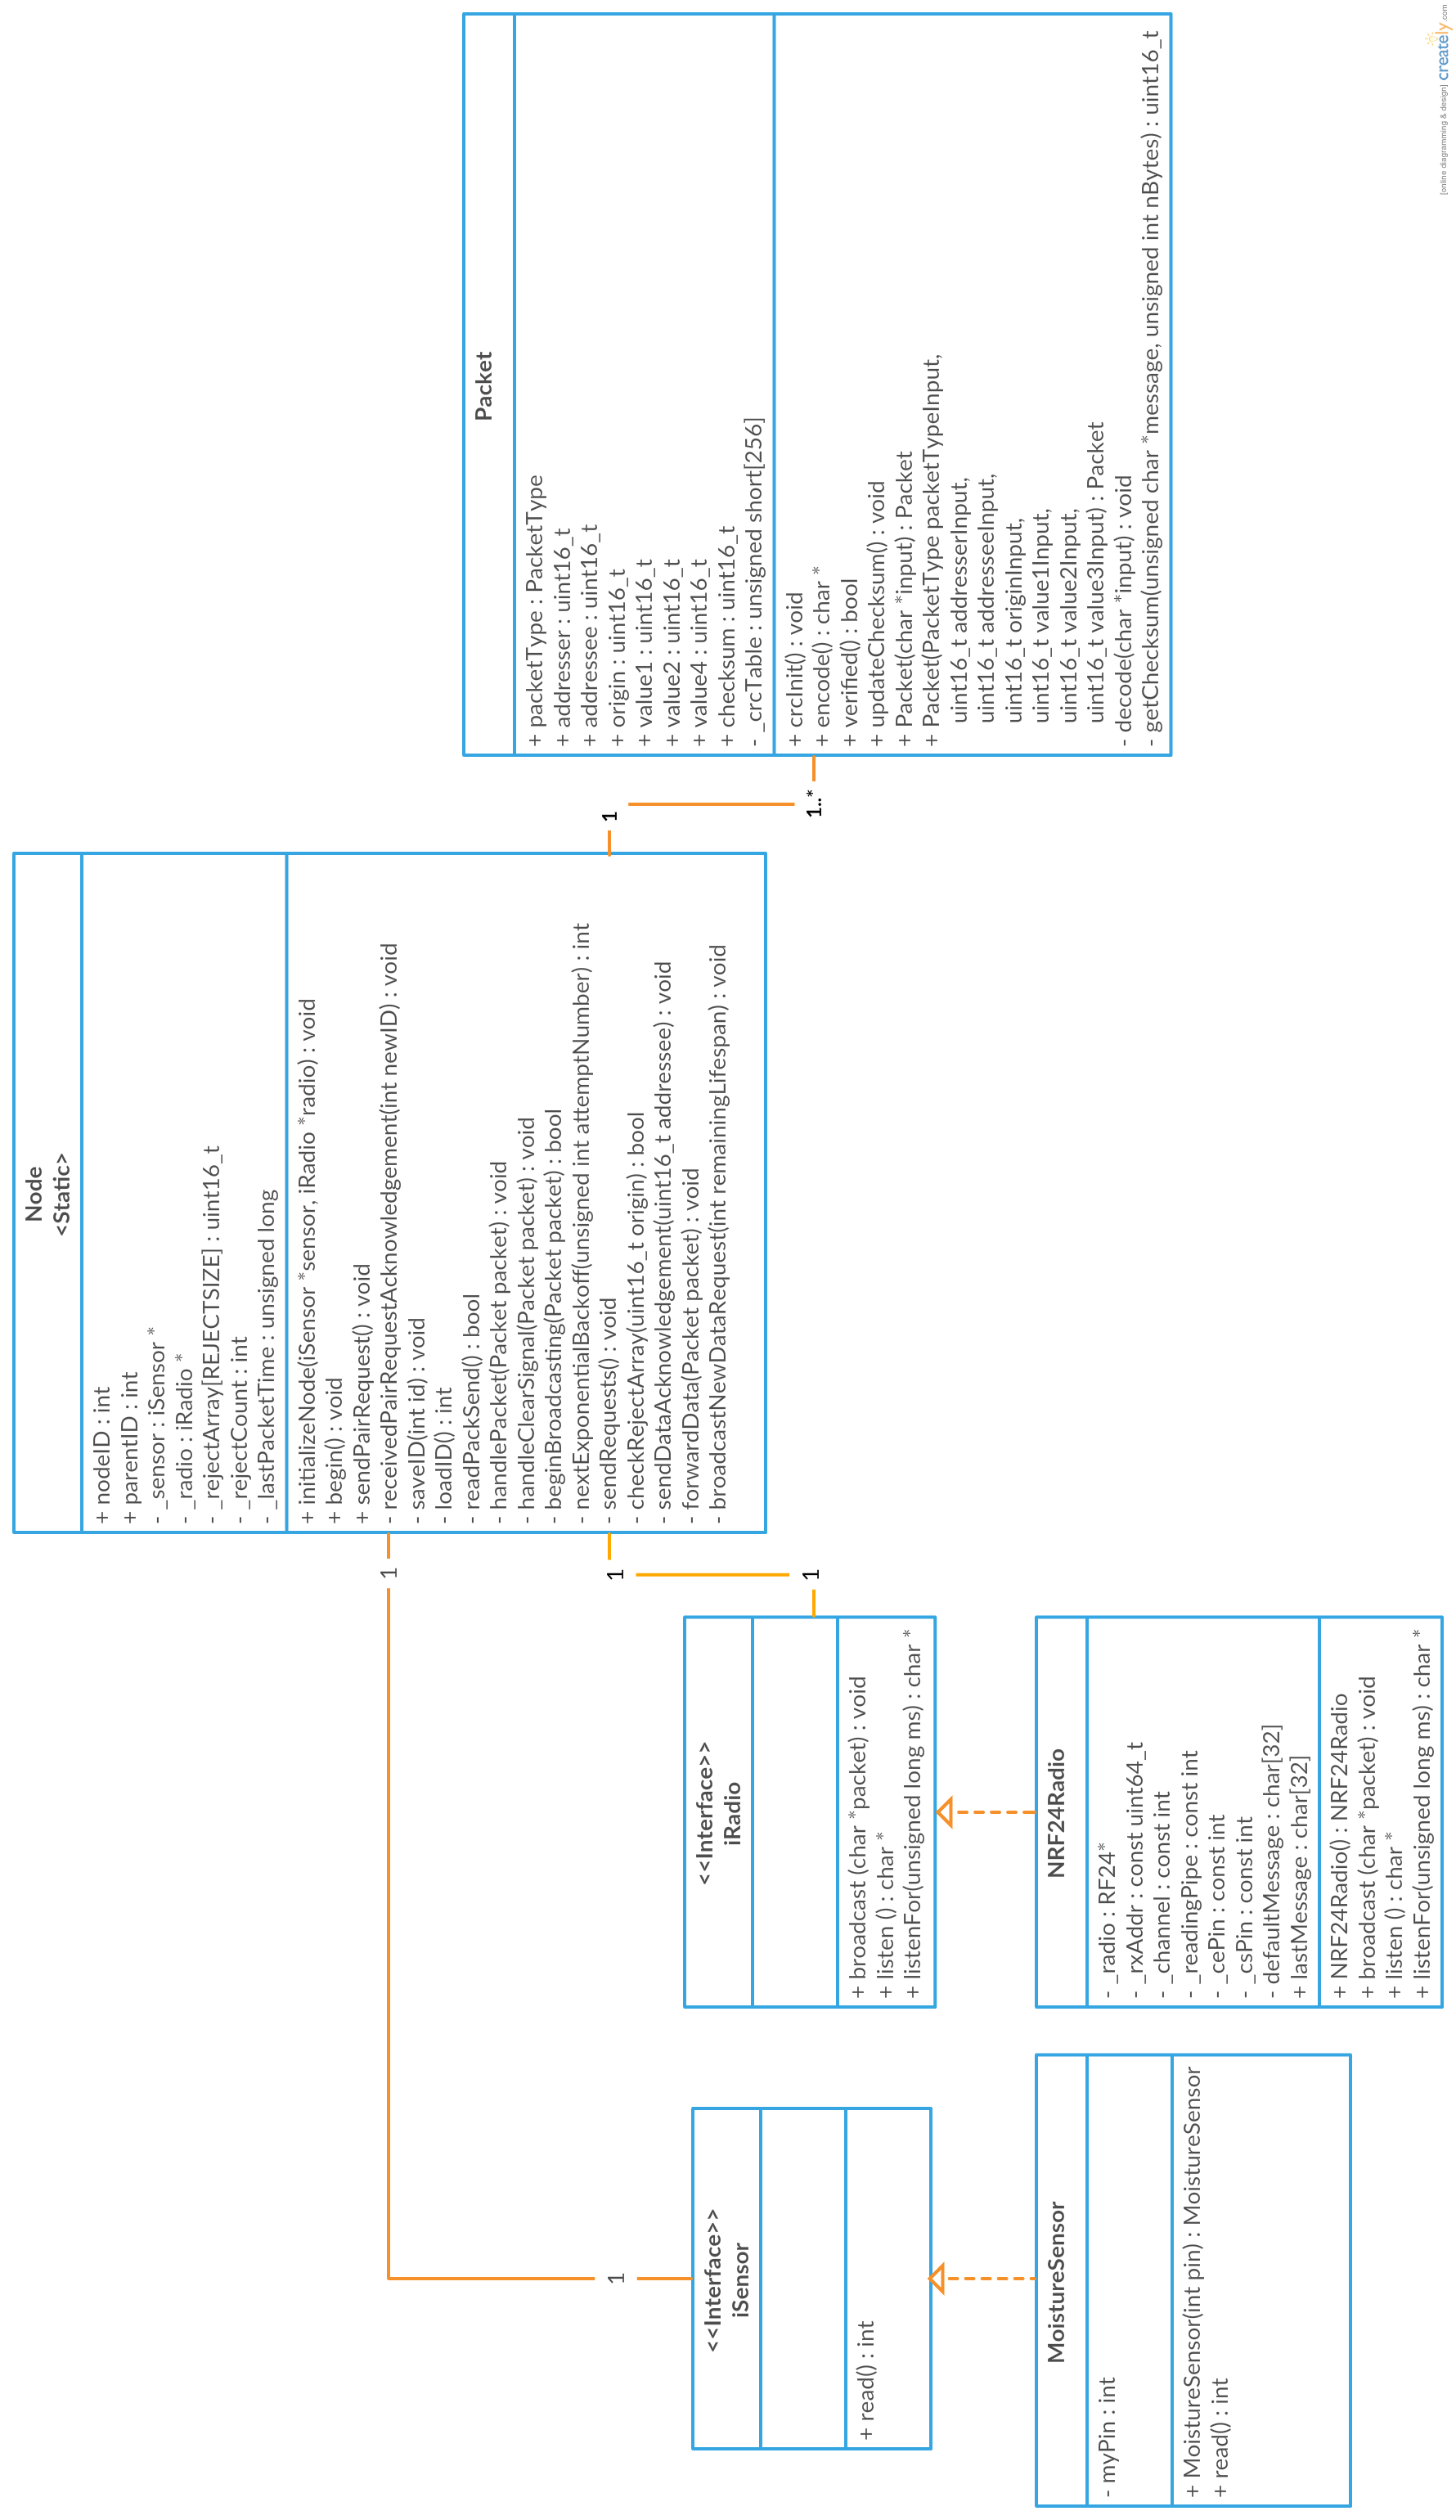 Node
<Static>
+ nodeID : int
+ parentID : int
- _sensor : iSensor *
- _radio : iRadio *
- _rejectArray[REJECTSIZE] : uint16_t
- _rejectCount : int
- _lastPacketTime : unsigned long
+ initializeNode(iSensor *sensor, iRadio *radio) : void
+ begin() : void
+ sendPairRequest() : void
- receivedPairRequestAcknowledgement(int newID) : void
- saveID(int id) : void
- loadID() : int
- readPackSend() : bool
- handlePacket(Packet packet) : void
- handleClearSignal(Packet packet) : void
- beginBroadcasting(Packet packet) : bool
- nextExponentialBackoff(unsigned int attemptNumber) : int
- sendRequests() : void
- checkRejectArray(uint16_t origin) : bool
- sendDataAcknowledgement(uint16_t addressee) : void
- forwardData(Packet packet) : void
- broadcastNewDataRequest(int remainingLifespan) : void
1
1
1
1
1
1..*
Packet
+ packetType : PacketType
+ addresser : uint16_t
+ addressee : uint16_t
+ origin : uint16_t
+ value1 : uint16_t
+ value2 : uint16_t
+ value4 : uint16_t
+ checksum : uint16_t
- _crcTable : unsigned short[256]
+ crcInit() : void
+ encode() : char *
+ verified() : bool
+ updateChecksum() : void
+ Packet(char *input) : Packet
+ Packet(PacketType packetTypeInput,
uint16_t addresserInput,
uint16_t addresseeInput,
uint16_t originInput,
uint16_t value1Input,
uint16_t value2Input,
uint16_t value3Input) : Packet
- decode(char *input) : void
- getChecksum(unsigned char *message, unsigned int nBytes) : uint16_t
<<Interface>>
iSensor
+ read() : int
<<Interface>>
iRadio
+ broadcast (char *packet) : void
+ listen () : char *
+ listenFor(unsigned long ms) : char *
MoistureSensor
- myPin : int
+ MoistureSensor(int pin) : MoistureSensor
+ read() : int
NRF24Radio
- _radio : RF24*
- _rxAddr : const uint64_t
- _channel : const int
- _readingPipe : const int
- _cePin : const int
- _csPin : const int
- defaultMessage : char[32]
+ lastMessage : char[32]
+ NRF24Radio() : NRF24Radio
+ broadcast (char *packet) : void
+ listen () : char *
+ listenFor(unsigned long ms) : char *
[online diagramming & design] creately.com